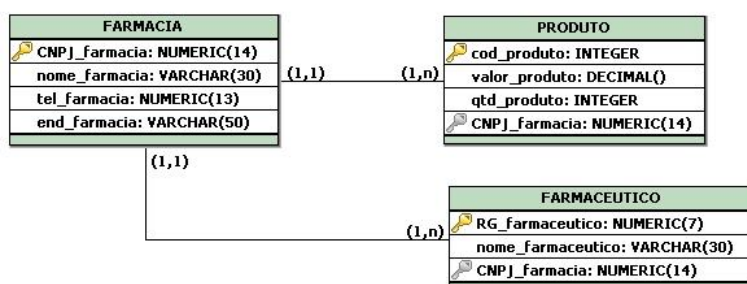 FARMACIA
CNPJ_farmacia: NUMERIC(14)
nome_farmacia: VARCHAR(30)
tel_farmacia: NUMERIC(13)
end_farmacia: VARCHAR(50)
(1,1)
(1,n)
PRODUTO
cod_produto: INTEGER
valor_produto: DECIMAL()
qtd_produto: INTEGER
CNPJ_farmacia: NUMERIC(14)
(1,1)
(1,n)
FARMACEUTICO
RG_farmaceutico: NUMERIC(7)
nome_farmaceutico: VARCHAR(30)
CNPJ_farmacia: NUMERIC(14)